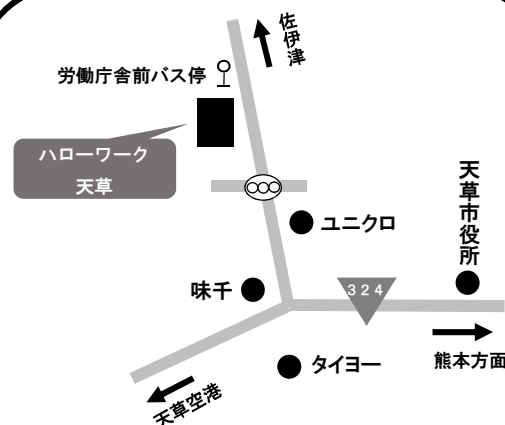 佐伊津
労働庁舎前バス停
ハローワーク
天草
天草市役所
ユニクロ
味千
324
タイヨー
熊本方面
天草空港